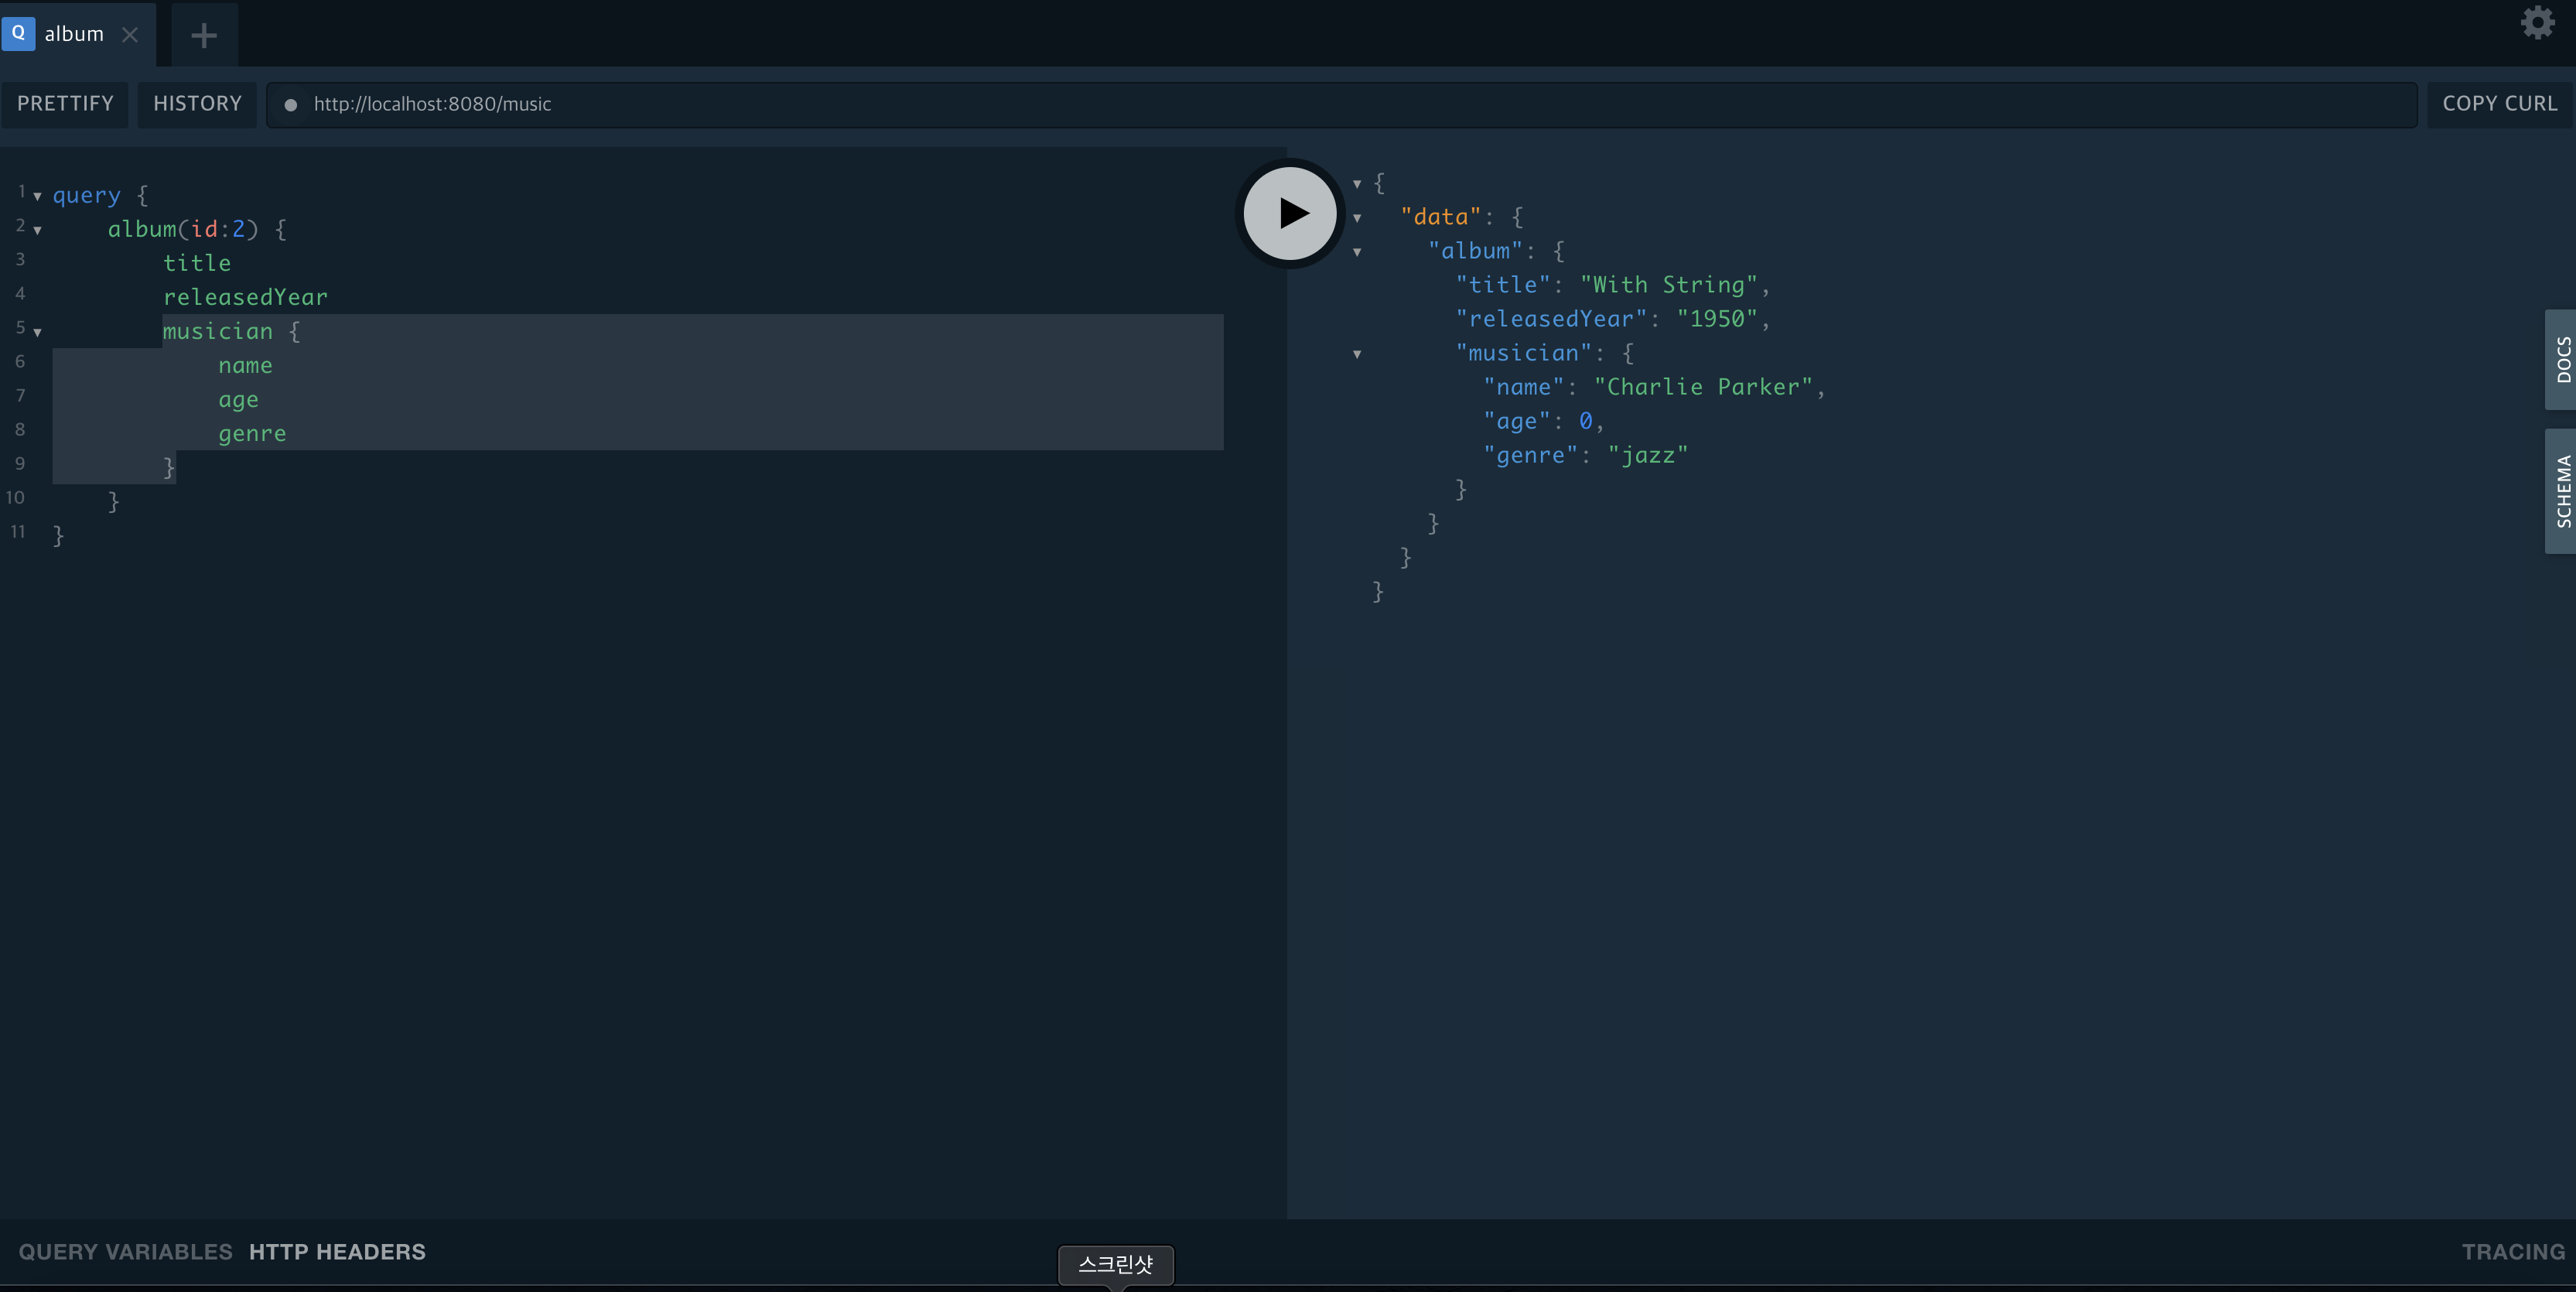 Q album
PRETTIFY HISTORY http://localhost:8080/music COPY CURL
1 query {
2 album(id:2) {
3 title
4 releasedYear
5 musician {
6 name
7 age
8 genre
9 }
10 }
11 }
{
"data": {
"album": {
"title": "With String",
"releasedYear": "1950",
"musician": {
"name": "Charlie Parker",
"age": 0,
"genre": "jazz"
}
}
}
}
DOCS
SCHEMA
QUERY VARIABLES HTTP HEADERS
TRACING
스크린샷